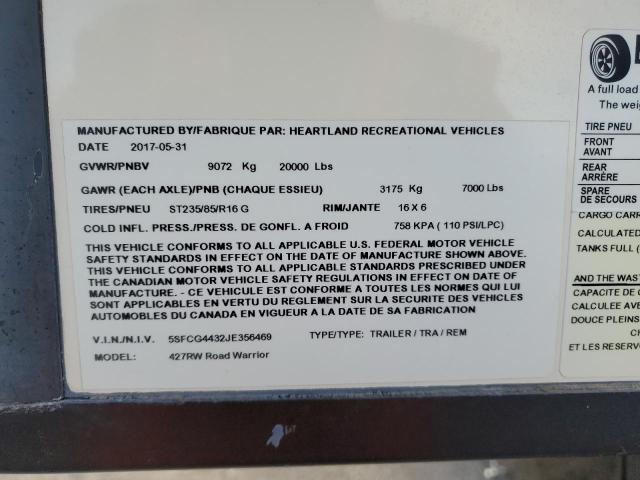 MANUFACTURED BY/FABRIQUE PAR: HEARTLAND RECREATIONAL VEHICLES
DATE 2017-05-31
GVWR/PNBV 9072 Kg 20000 Lbs
GAWR (EACH AXLE)/PNB (CHAQUE ESSIEU) 3175 Kg 7000 Lbs
TIRES/PNEU ST235/85/R16 G RIM/JANTE 16 X 6
COLD INFL. PRESS./PRESS. DE GONFL. A FROID 758 KPA ( 110 PSI/LPC)
THIS VEHICLE CONFORMS TO ALL APPLICABLE U.S. FEDERAL MOTOR VEHICLE
SAFETY STANDARDS IN EFFECT ON THE DATE OF MANUFACTURE SHOWN ABOVE.
THIS VEHICLE CONFORMS TO ALL APPLICABLE STANDARDS PRESCRIBED UNDER
THE CANADIAN MOTOR VEHICLE SAFETY REGULATIONS IN EFFECT ON DATE OF
MANUFACTURE. - CE VEHICULE EST CONFORME A TOUTES LES NORMES QUI LUI
SONT APPLICABLES EN VERTU DU REGLEMENT SUR LA SECURITE DES VEHICLES
AUTOMOBILES DU CANADA EN VIGUEUR A LA DATE DE SA FABRICATION
V.I.N./N.I.V. 5SFCG4432JE356469 TYPE/TYPE: TRAILER / TRA / REM
MODEL: 427RW Road Warrior
A full load
The
TIRE PNEU
FRONT
AVANT
REAR
ARRIÈRE
SPARE
DE SECOURS
CARGO
CALCULATED
TANKS FULL
AND THE
CAPACITE DE
CALCULEE AVEC
DOUCE PLEINS
ET LES